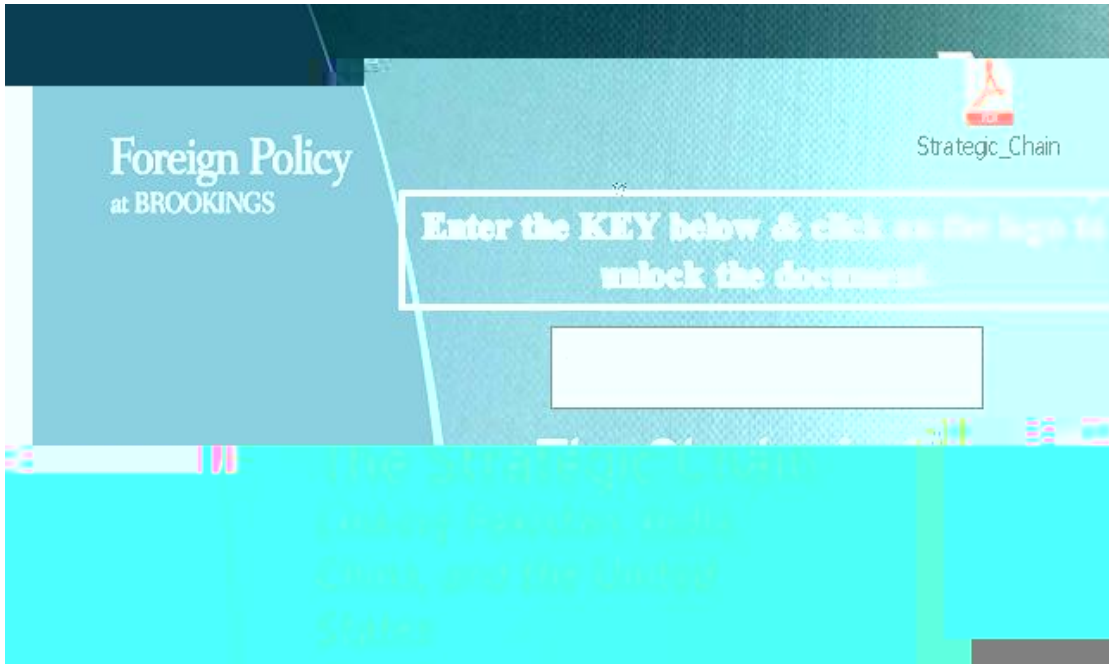 Foreign Policy
at BROOKINGS
Strategic_Chain
Enter the KEY below & click on the logo to
unlock the document.
The Strategic Chain
Linking Pakistan, India,
China, and the United
States